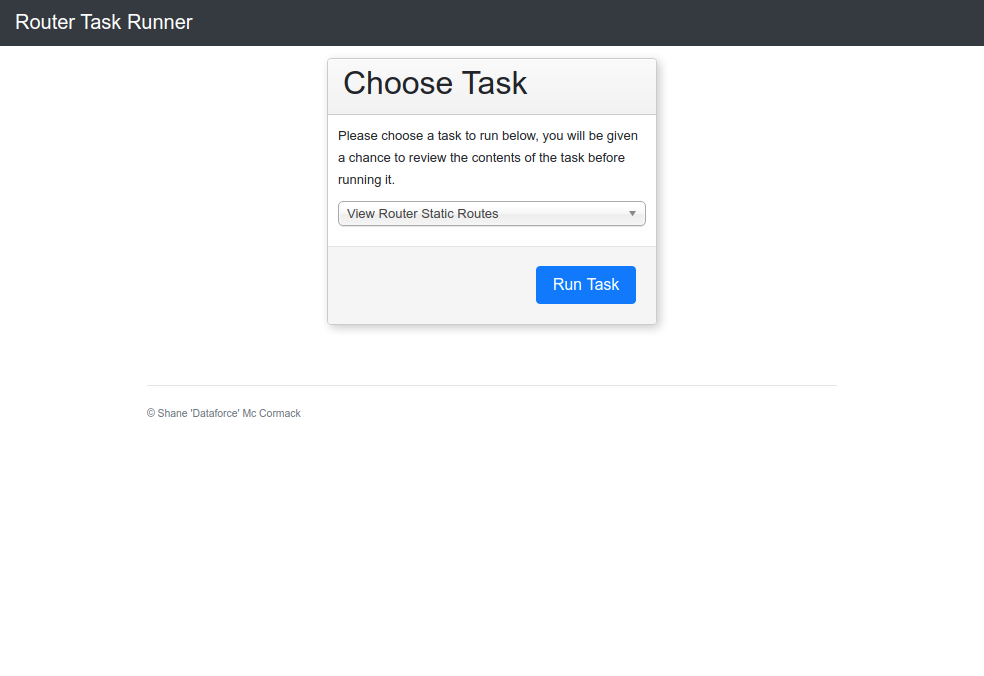 Router Task Runner
Choose Task
Please choose a task to run below, you will be given
a chance to review the contents of the task before
running it.
View Router Static Routes
Run Task
© Shane 'Dataforce' Mc Cormack